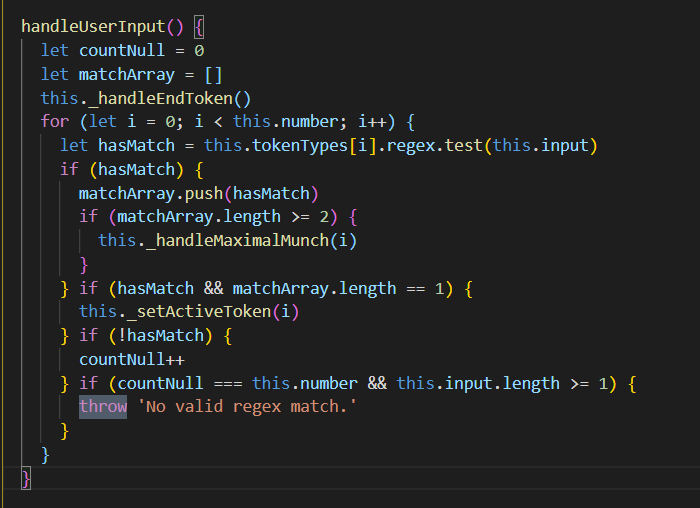 handleUserInput() {
let countNull = 0
let matchArray = []
this._handleEndToken()
for (let i = 0; i < this.number; i++) {
let hasMatch = this.tokenTypes[i].regex.test(this.input)
if (hasMatch) {
matchArray.push(hasMatch)
if (matchArray.length >= 2) {
this._handleMaximalMunch(i)
}
} if (hasMatch && matchArray.length == 1) {
this._setActiveToken(i)
} if (!hasMatch) {
countNull++
} if (countNull === this.number && this.input.length >= 1) {
throw 'No valid regex match.'
}
}
}